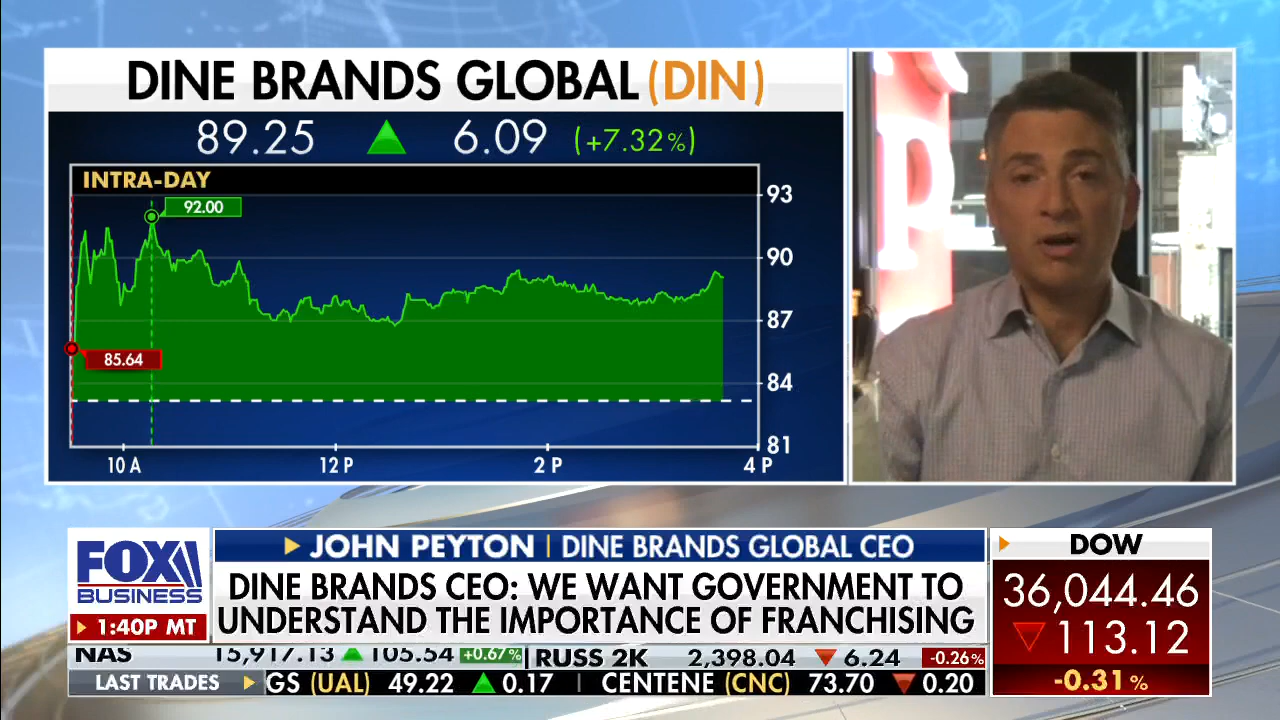 DINE BRANDS GLOBAL (DIN)
89.25 ▲ 6.09 (+7.32%)
INTRA-DAY
92.00
85.64
93
90
87
84
81
10 A 12 P 2 P 4 P
P
FOX
BUSINESS
1:40P MT
JOHN PEYTON | DINE BRANDS GLOBAL CEO
DINE BRANDS CEO: WE WANT GOVERNMENT TO
UNDERSTAND THE IMPORTANCE OF FRANCHISING
DOW
36,044.46
▼ 113.12
-0.31%
NAS 15,917.13 ▲ 105.54 +0.67% RUSS 2K 2,398.04 ▼ 6.24 -0.26%
LAST TRADES GS (UAL) 49.22 ▲ 0.17 | CENTENE (CNC) 73.70 ▼ 0.20